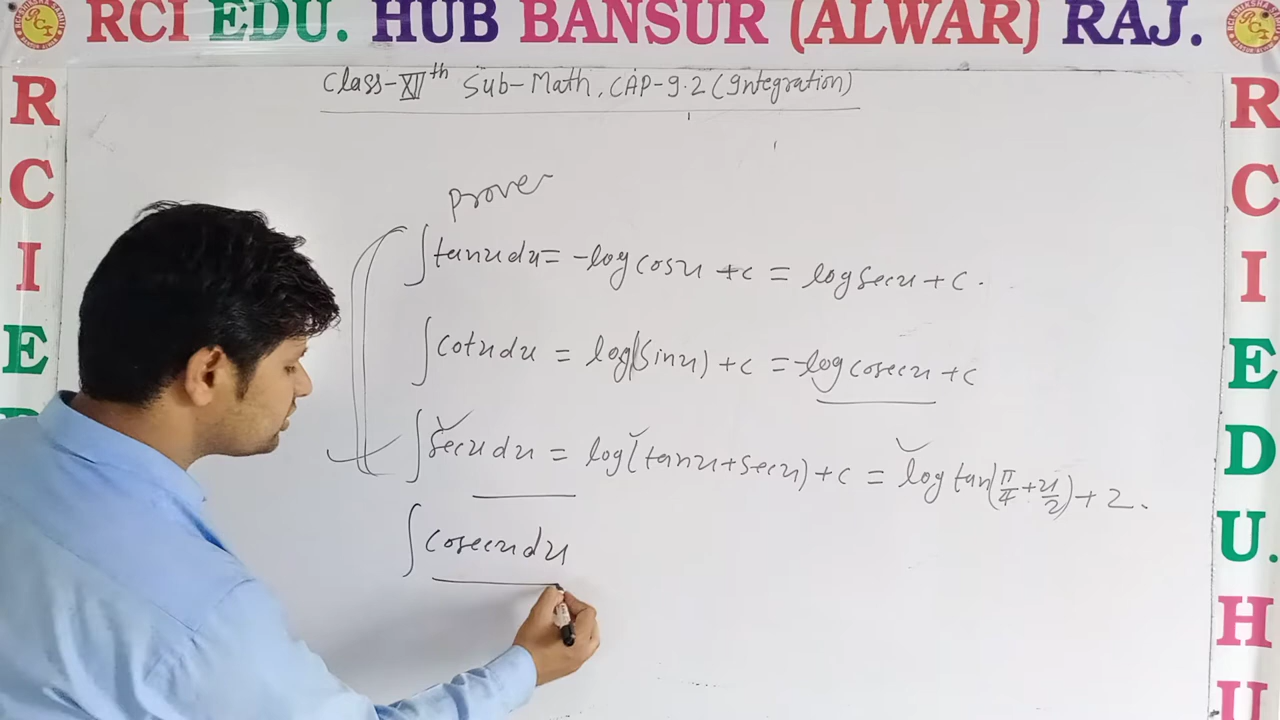 RCI EDU. HUB BANSUR (ALWAR) RAJ.
Class-XIIth Sub-Math, CAP-9.2 (Integration)
Prove
∫tanx dx = -log cosx + c = log secx + c.
∫cotx dx = log(sinx) + c = -log cosecx + c
∫secx dx = log(tanx+secx) + c = log tan(π/4 + x/2) + 2.
∫cosecx dx
R
C
I
E
R
C
I
E
D
U.
H
U